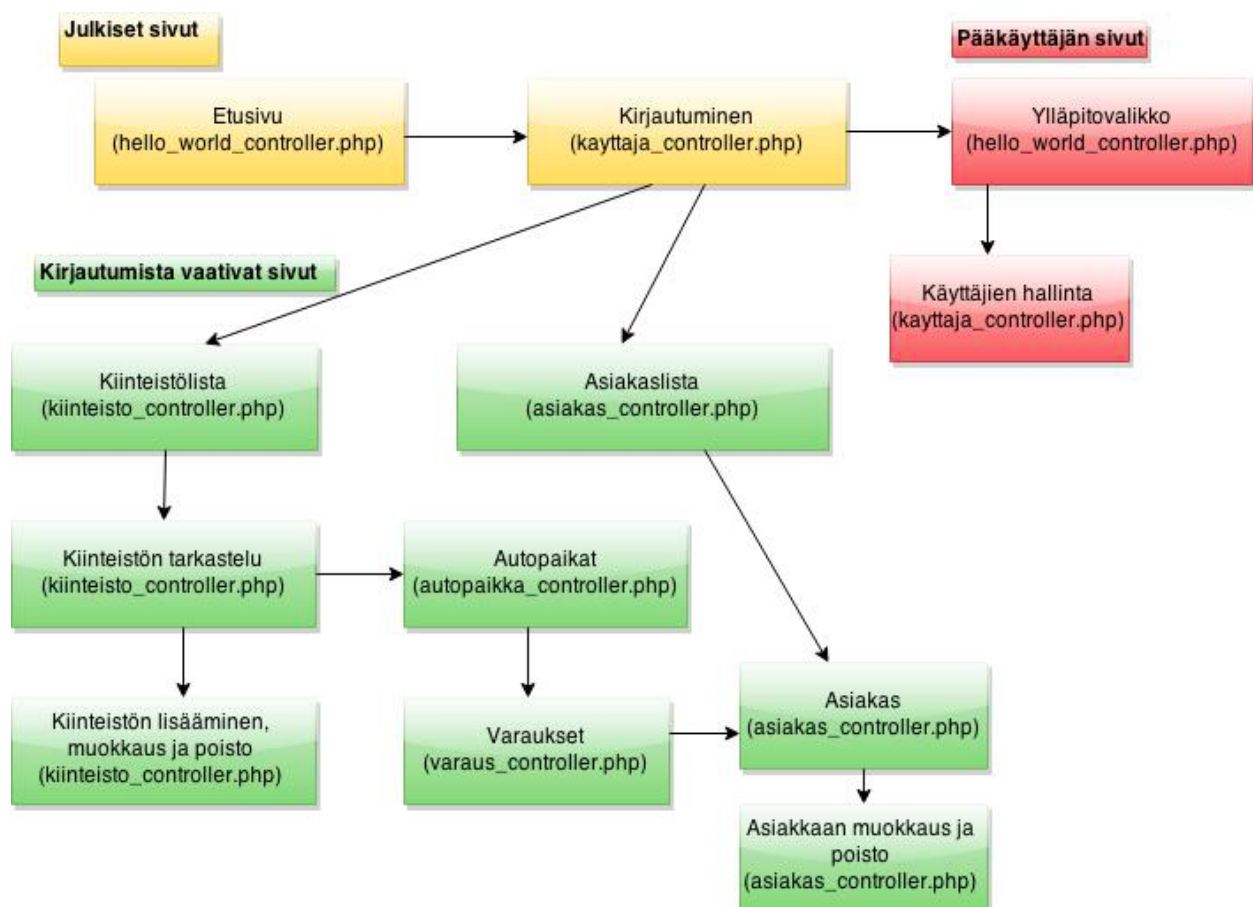 Julkiset sivut
Pääkäyttäjän sivut
Etusivu
(hello_world_controller.php)
Kirjautuminen
(kayttaja_controller.php)
Ylläpitovalikko
(hello_world_controller.php)
Kirjautumista vaativat sivut
Käyttäjien hallinta
(kayttaja_controller.php)
Kiinteistölista
(kiinteisto_controller.php)
Asiakaslista
(asiakas_controller.php)
Kiinteistön tarkastelu
(kiinteisto_controller.php)
Autopaikat
(autopaikka_controller.php)
Kiinteistön lisääminen,
muokkaus ja poisto
(kiinteisto_controller.php)
Varaukset
(varaus_controller.php)
Asiakas
(asiakas_controller.php)
Asiakkaan muokkaus ja
poisto
(asiakas_controller.php)